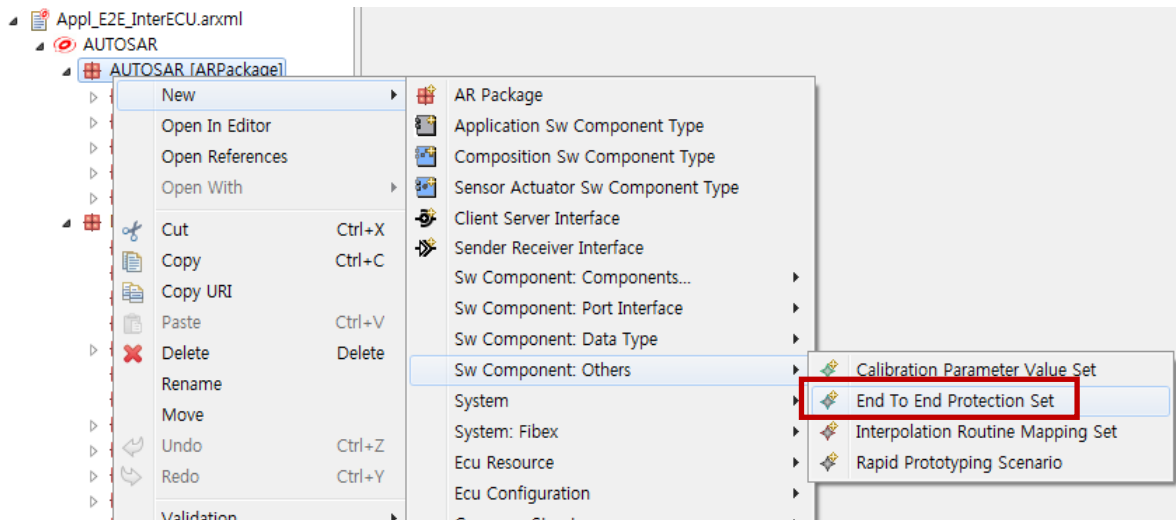 Appl_E2E_InterECU.arxml
AUTOSAR
AUTOSAR [ARPackage]
New
Open In Editor
Open References
Open With
Cut Ctrl+X
Copy Ctrl+C
Copy URI
Paste Ctrl+V
Delete Delete
Rename
Move
Undo Ctrl+Z
Redo Ctrl+Y
Validation
AR Package
Application Sw Component Type
Composition Sw Component Type
Sensor Actuator Sw Component Type
Client Server Interface
Sender Receiver Interface
Sw Component: Components...
Sw Component: Port Interface
Sw Component: Data Type
Sw Component: Others
System
System: Fibex
Ecu Resource
Ecu Configuration
Calibration Parameter Value Set
End To End Protection Set
Interpolation Routine Mapping Set
Rapid Prototyping Scenario